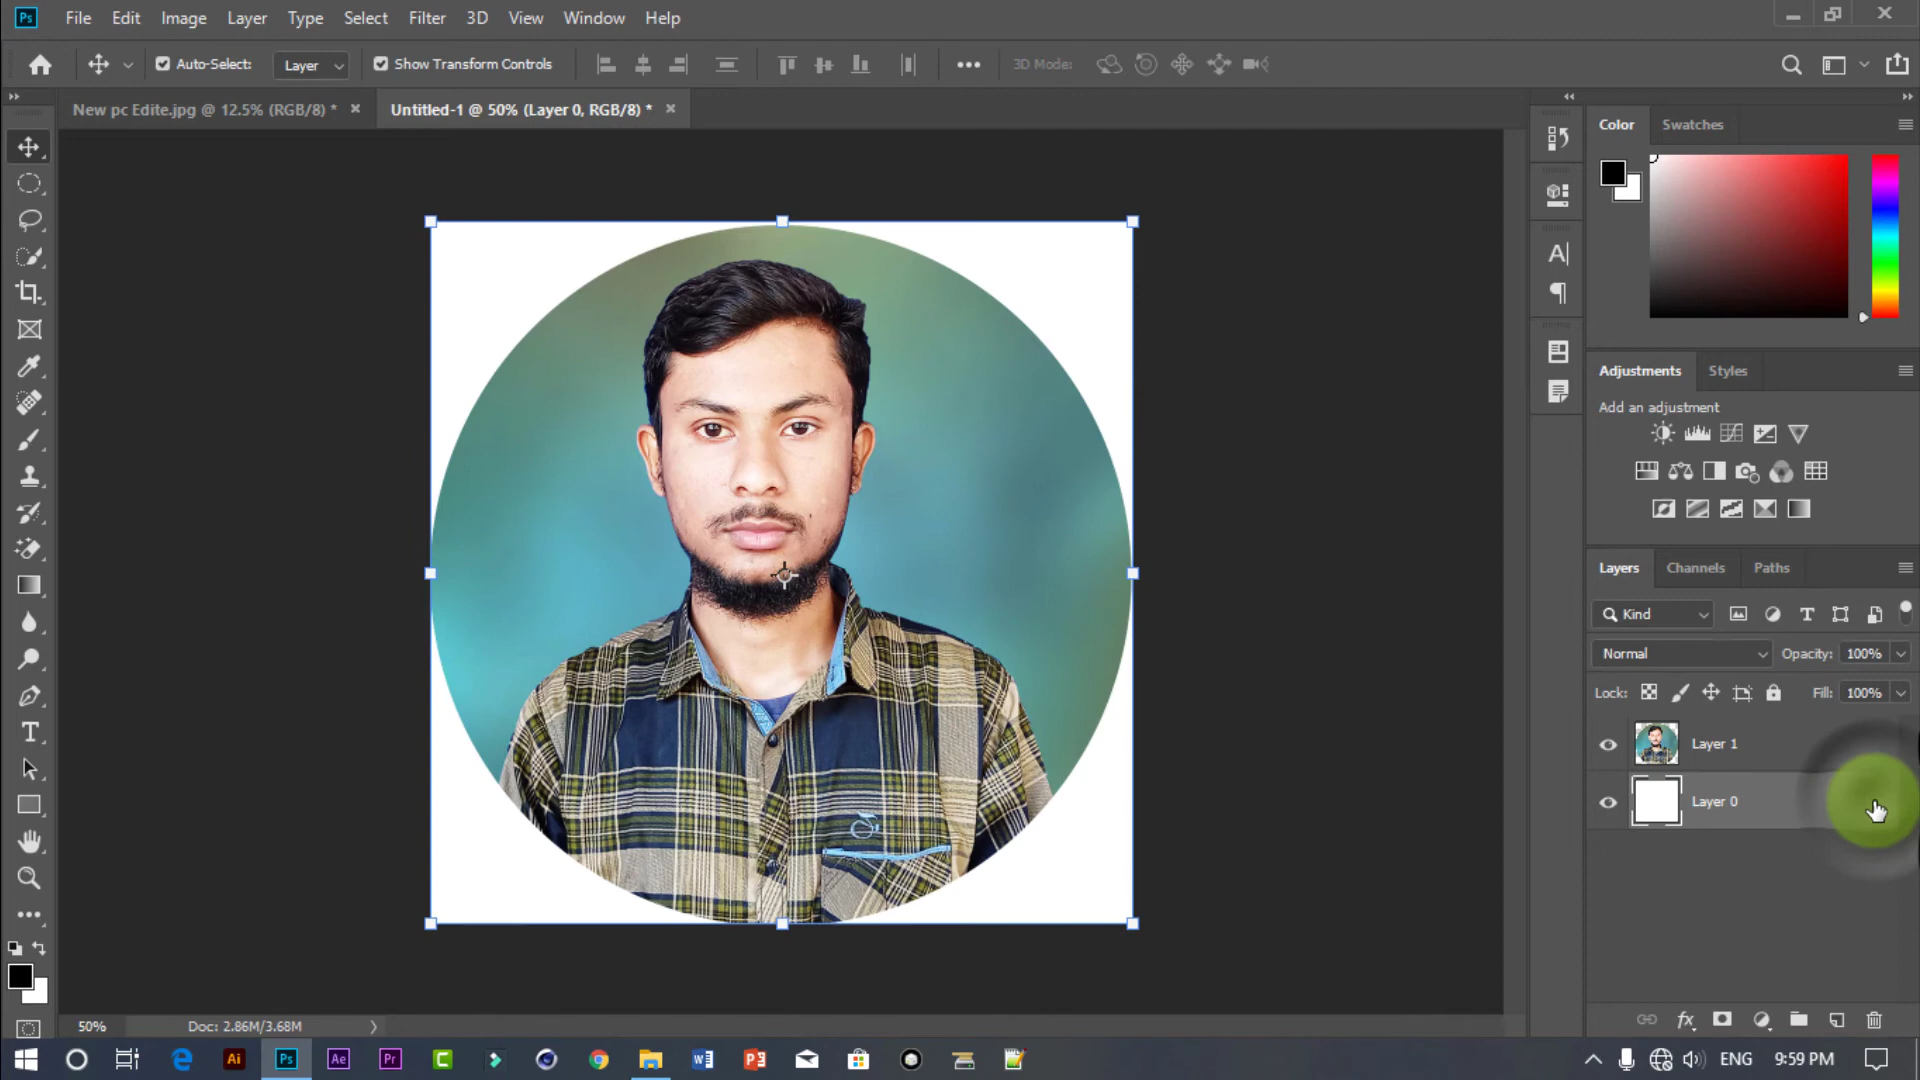 Ps File Edit Image Layer Type Select Filter 3D View Window Help
Auto-Select: Layer Show Transform Controls 3D Mode:
New pc Edite.jpg @ 12.5% (RGB/8) * Untitled-1 @ 50% (Layer 0, RGB/8) *
Color Swatches
Adjustments Styles
Add an adjustment
Layers Channels Paths
Kind
Normal Opacity: 100%
Lock: Fill: 100%
Layer 1
Layer 0
50% Doc: 2.86M/3.68M
Ai Ps Ae Pr ENG 9:59 PM